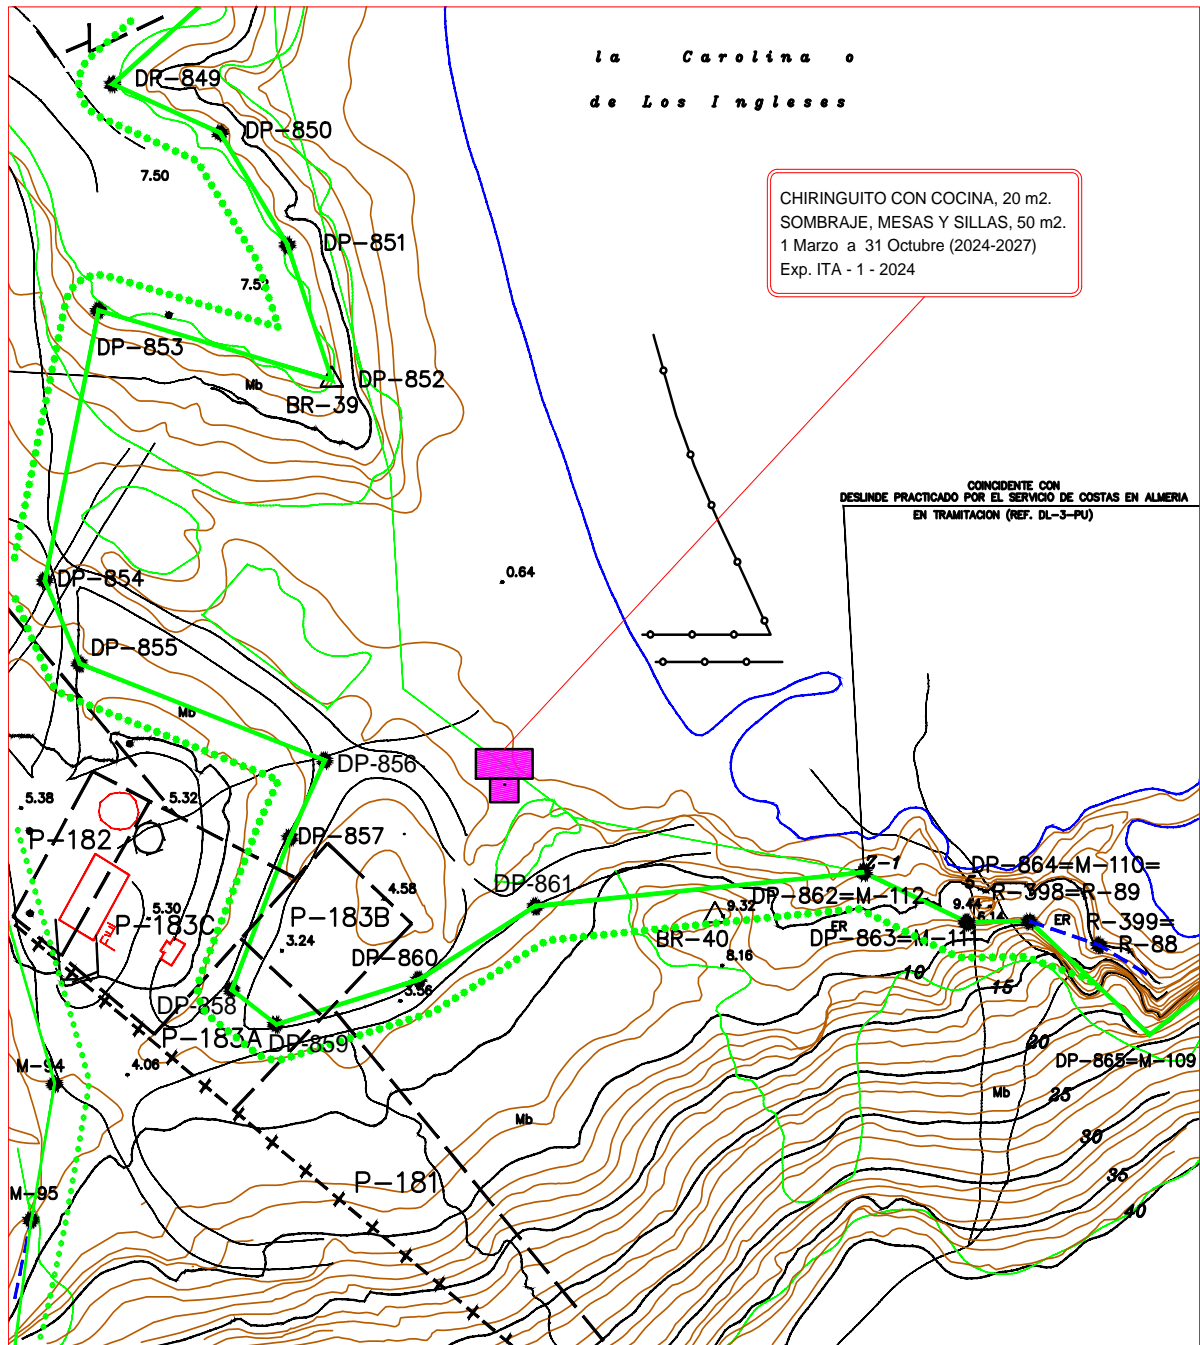 la Carolina o
de Los Ingleses
DP-849
DP-850
7.50
CHIRINGUITO CON COCINA, 20 m2.
SOMBRAJE, MESAS Y SILLAS, 50 m2.
1 Marzo a 31 Octubre (2024-2027)
Exp. ITA - 1 - 2024
DP-851
DP-853
DP-852
Mb
BR-39
COINCIDENTE CON
DESLINDE PRACTICADO POR EL SERVICIO DE COSTAS EN ALMERIA
EN TRAMITACION (REF. DL-3-PU)
0.64
DP-854
DP-855
Mb
DP-856
5.38
5.32
P-182
DP-857
Z-1
DP-864=M-110=
DP-861
4.58
DP-862=M-112
R-398=R-89
9.44
9.32
5.30
P-183C
P-183B
ER
ER
R-399=
R-88
BR-40
DP-863=M-111
3.24
DP-860
8.16
10
15
DP-858
3.56
P-183A
DP-859
20
DP-865=M-109
M-94
4.06
Mb
25
Mb
30
P-181
35
M-95
40